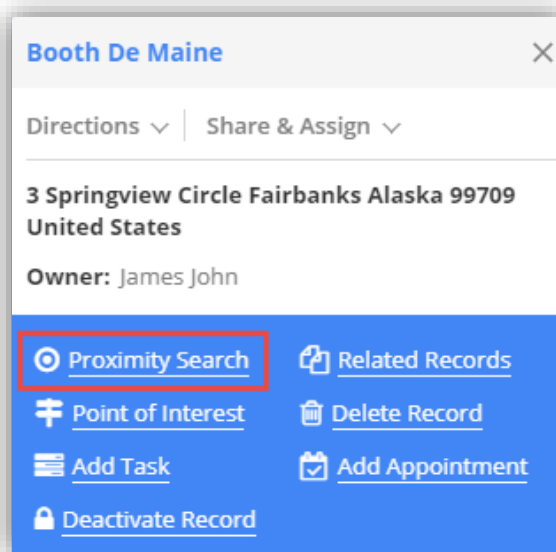 Booth De Maine
Directions Share & Assign
3 Springview Circle Fairbanks Alaska 99709
United States
Owner: James John
Proximity Search Related Records
Point of Interest Delete Record
Add Task Add Appointment
Deactivate Record